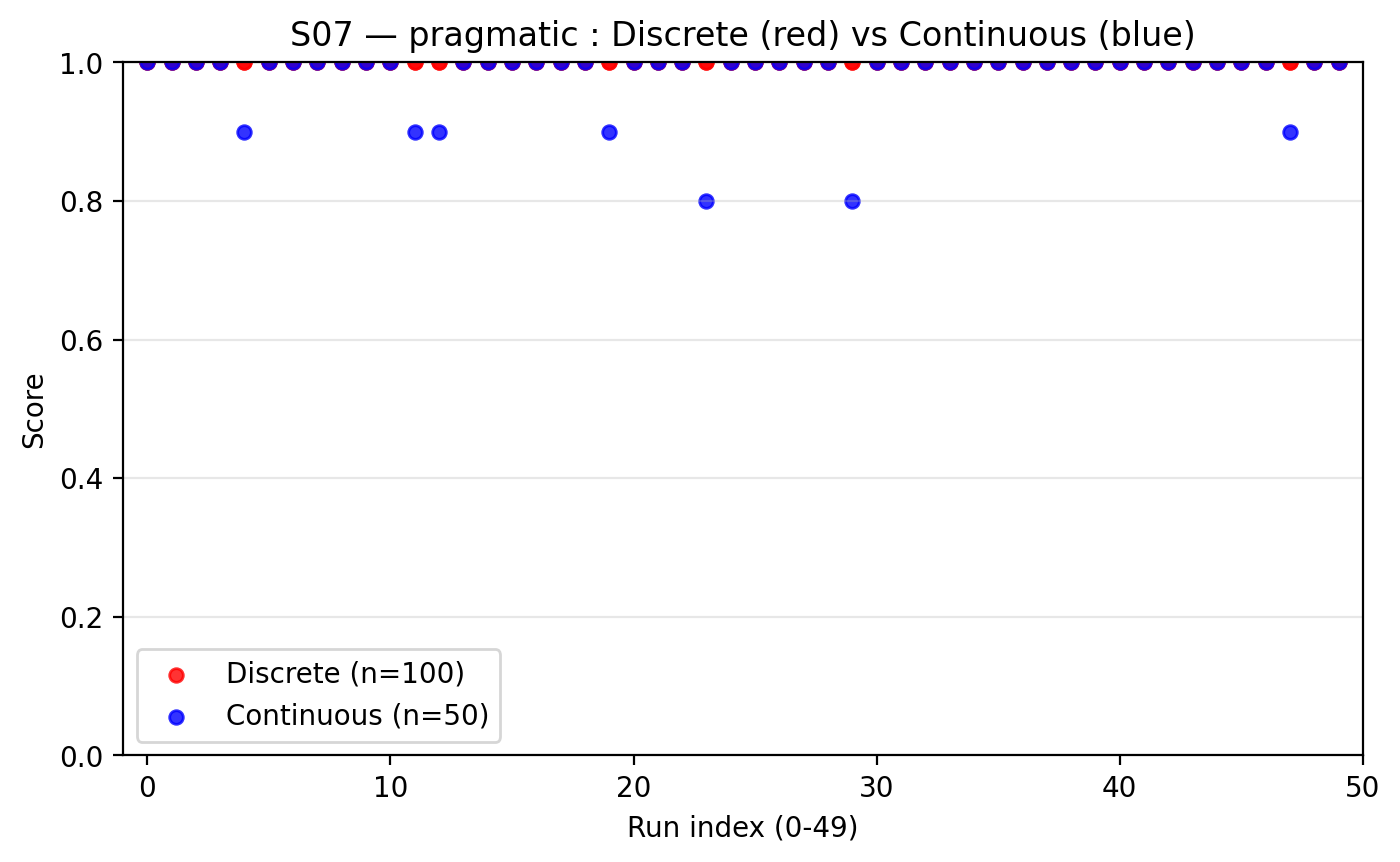 S07 — pragmatic : Discrete (red) vs Continuous (blue)
1.0
0.8
0.6
0.4
0.2
0.0
Score
Discrete (n=100)
Continuous (n=50)
0 10 20 30 40 50
Run index (0-49)